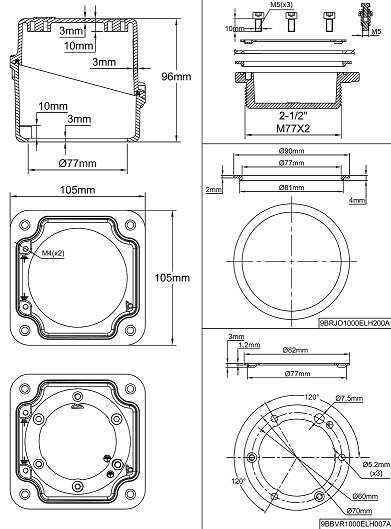 3mm
10mm
3mm
96mm
10mm
3mm
Ø77mm
105mm
M4(x2)
105mm
M5(x3)
M5
10mm
2-1/2"
M77X2
Ø90mm
Ø77mm
2mm
Ø81mm
4mm
9BRJO1000ELH200A
3mm
1.2mm
Ø82mm
Ø77mm
120°
Ø7.5mm
Ø5.2mm
(x3)
120°
Ø60mm
Ø70mm
9BBVR1000ELH007A